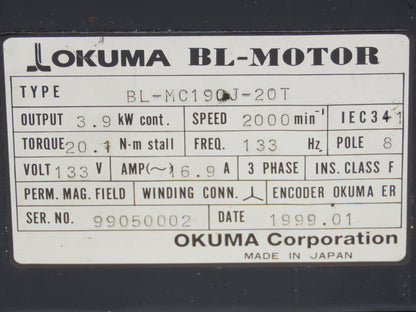 OKUMA BL-MOTOR
TYPE BL-MC190J-20T
OUTPUT 3.9 kW cont. SPEED 2000 min⁻¹ IEC341
TORQUE 20.1 N-m stall FREQ. 133 Hz POLE 8
VOLT 133 V AMP(~) 16.9 A 3 PHASE INS. CLASS F
PERM. MAG. FIELD WINDING CONN. ⅄ ENCODER OKUMA ER
SER. NO. 99050002 DATE 1999.01
OKUMA Corporation
MADE IN JAPAN